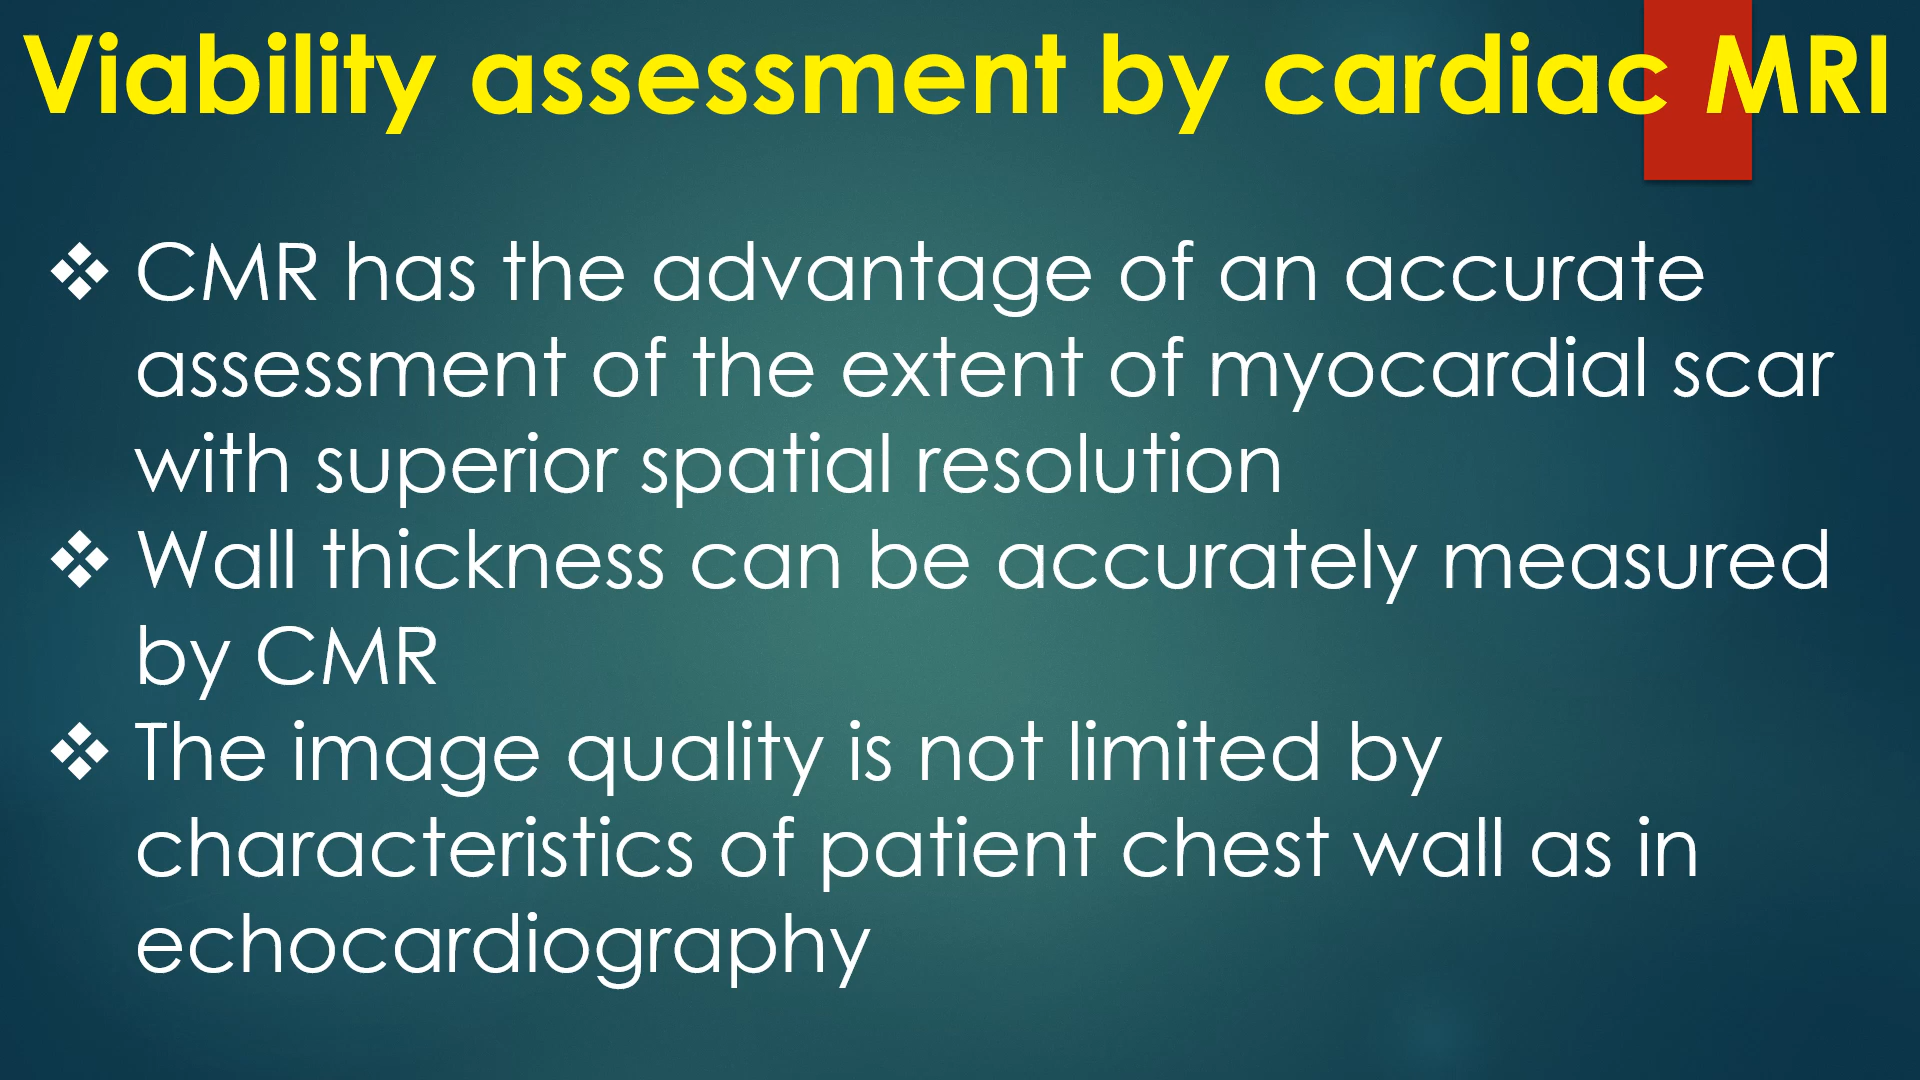 Viability assessment by cardiac MRI
❖ CMR has the advantage of an accurate
assessment of the extent of myocardial scar
with superior spatial resolution
❖ Wall thickness can be accurately measured
by CMR
❖ The image quality is not limited by
characteristics of patient chest wall as in
echocardiography